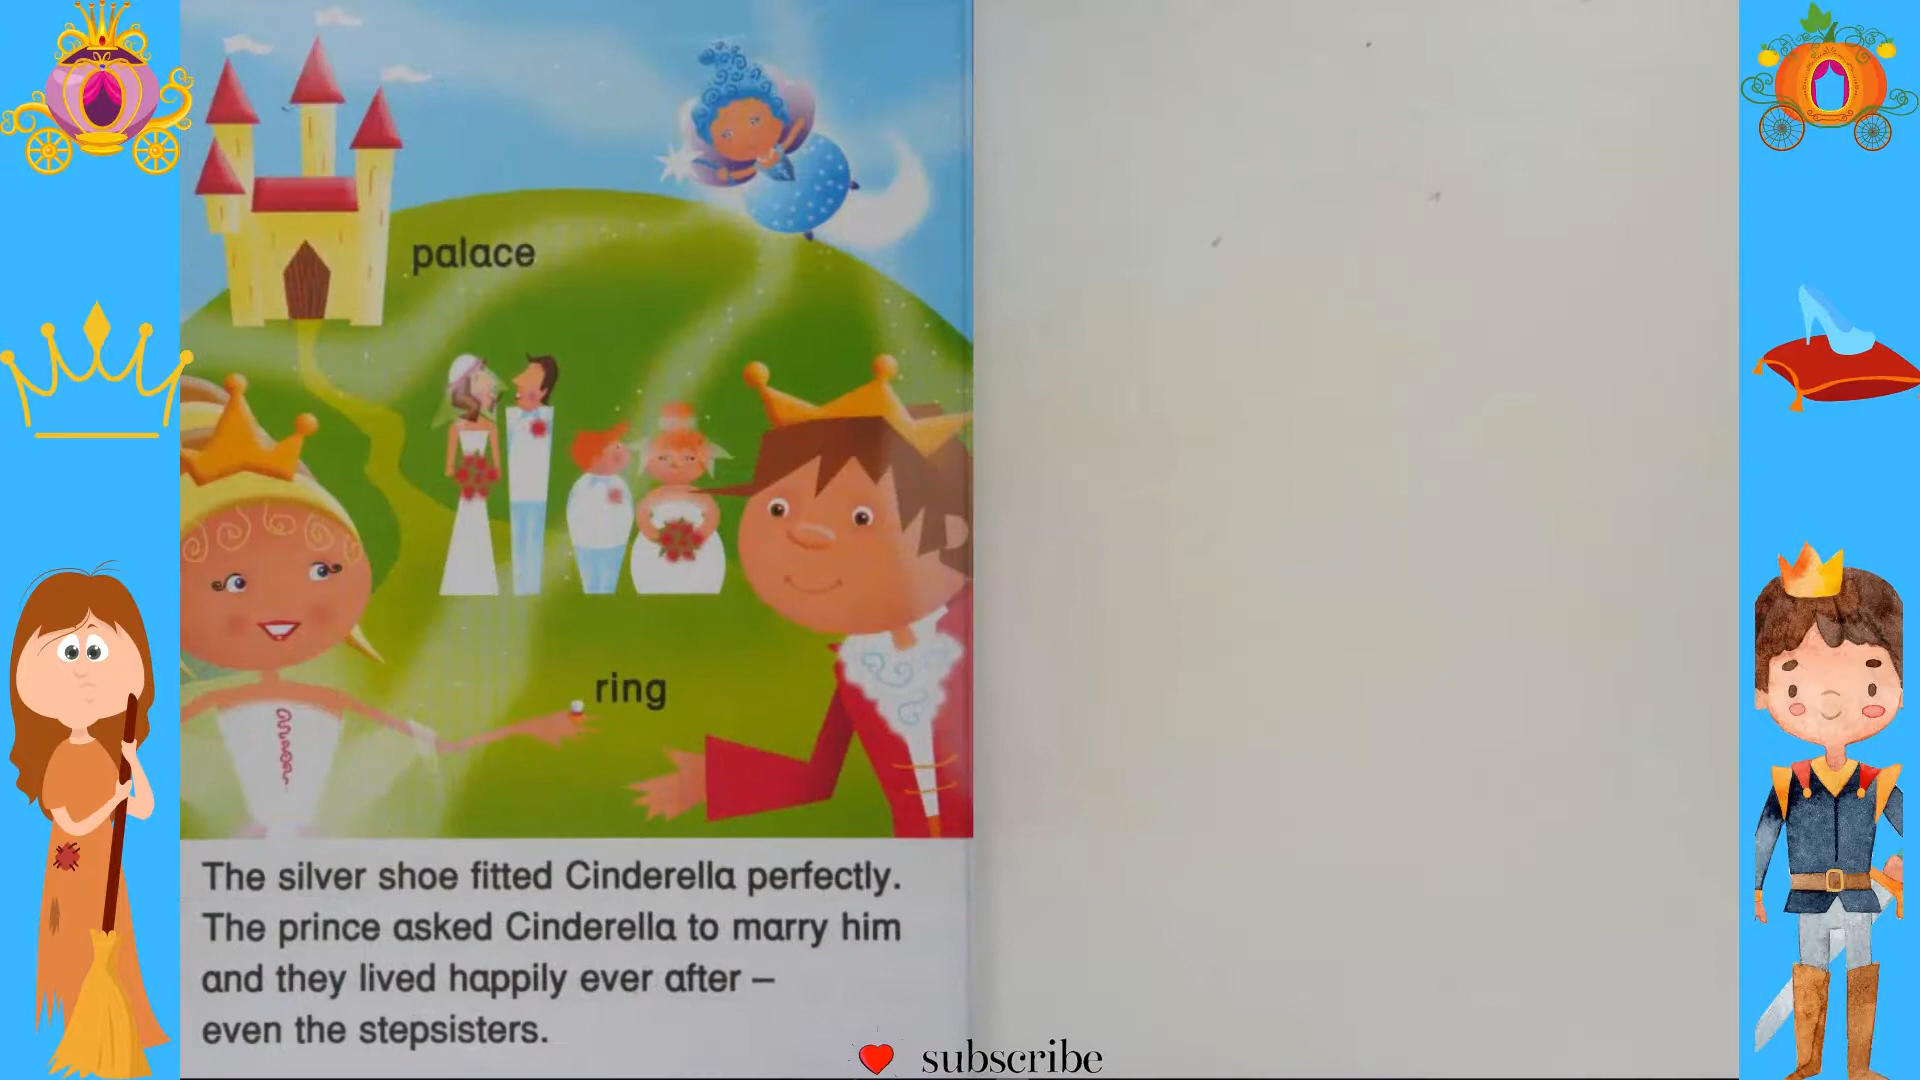 palace
ring
The silver shoe fitted Cinderella perfectly.
The prince asked Cinderella to marry him
and they lived happily ever after –
even the stepsisters.
subscribe